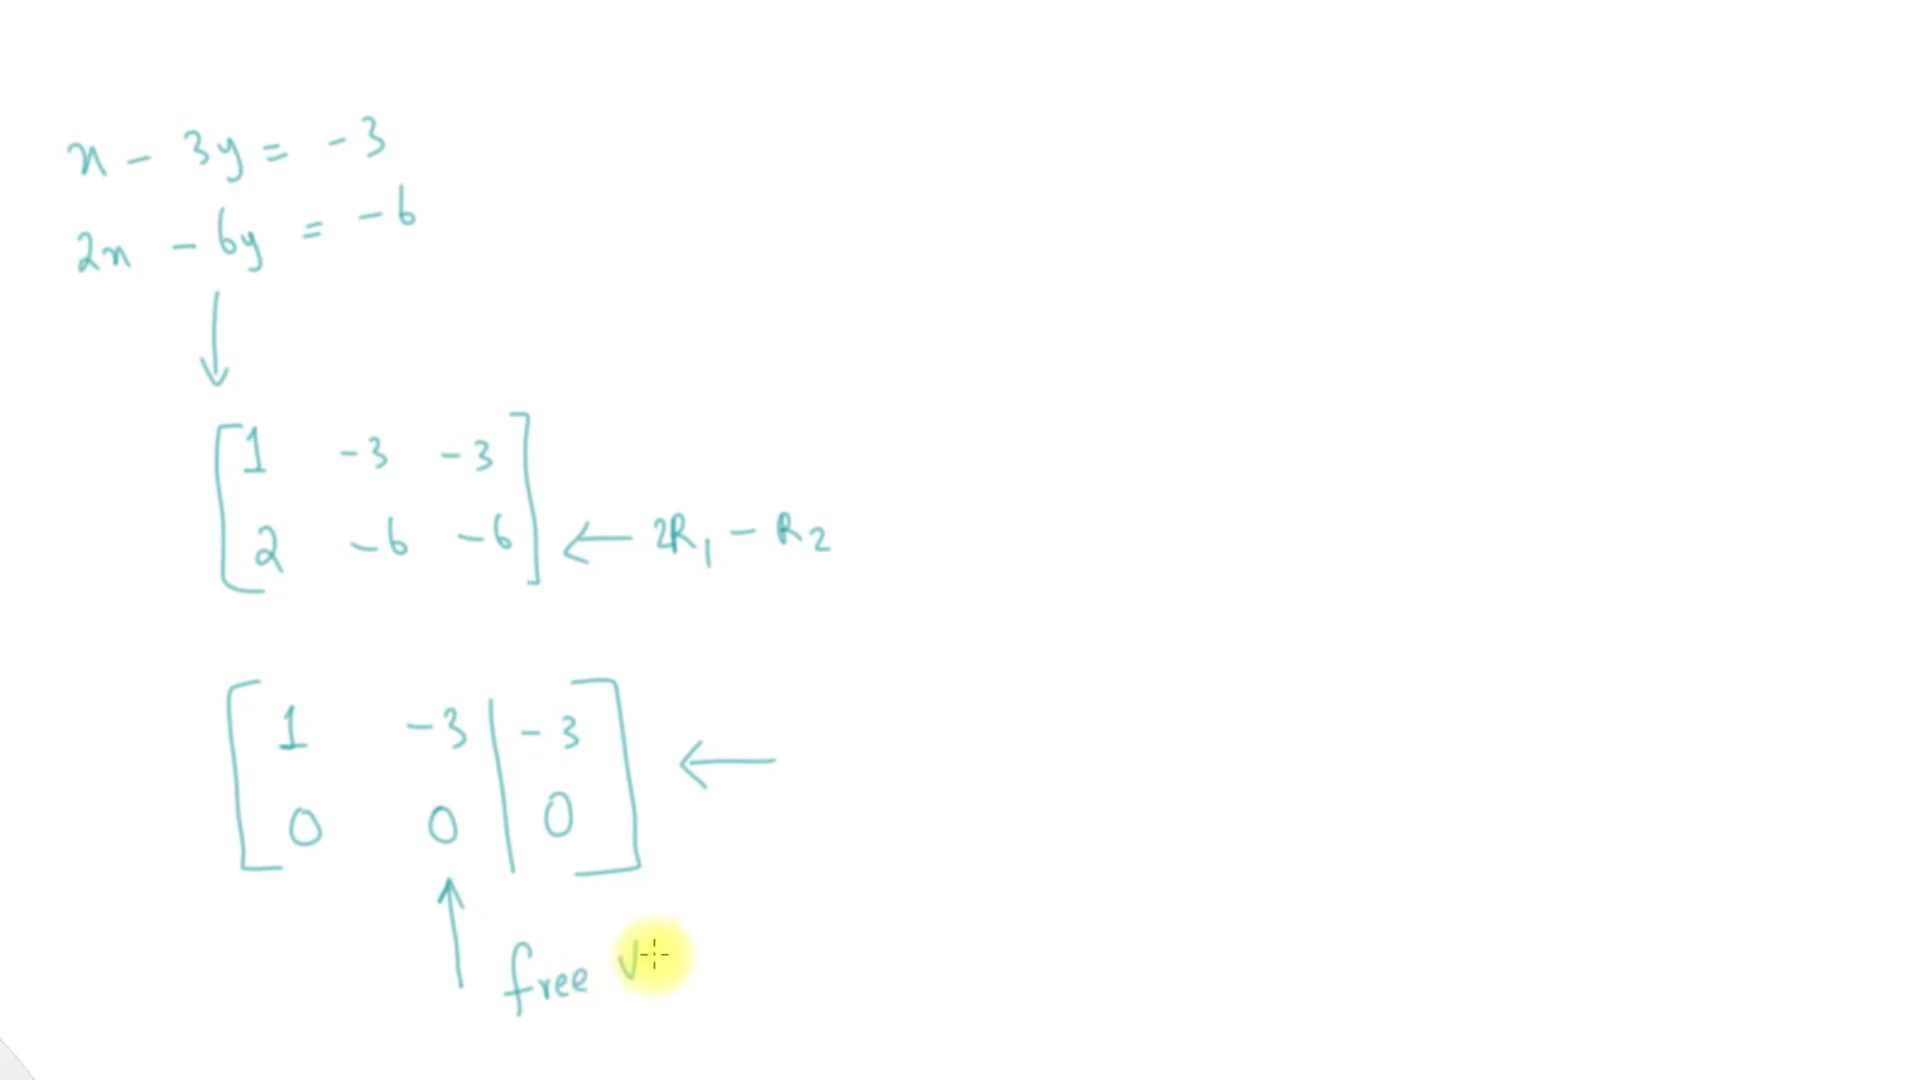 x - 3y = -3
2x - 6y = -6
1 -3 -3
2 -6 -6 ← 2R₁ - R₂
1 -3 | -3
0 0 | 0
free v